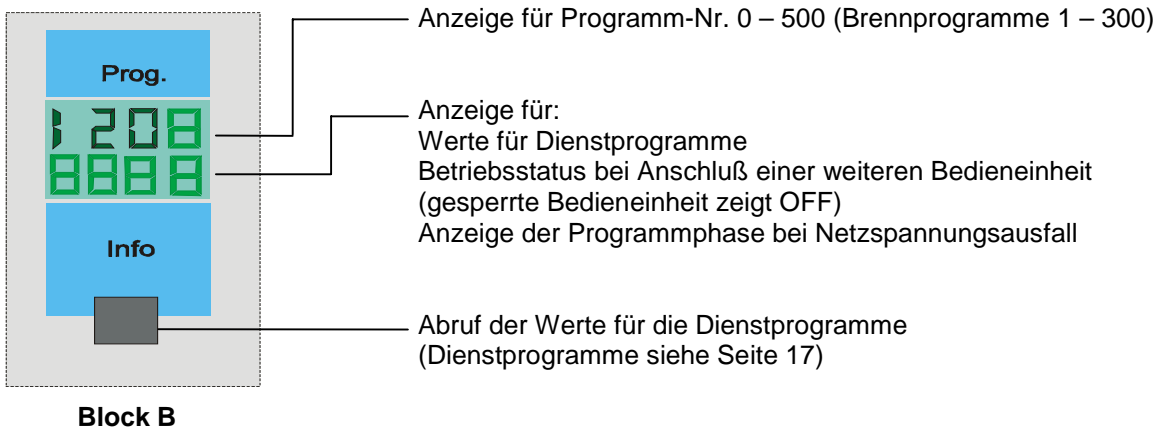 Anzeige für Programm-Nr. 0 – 500 (Brennprogramme 1 – 300)
Prog.
120
Anzeige für:
Werte für Dienstprogramme
Betriebsstatus bei Anschluß einer weiteren Bedieneinheit
(gesperrte Bedieneinheit zeigt OFF)
Anzeige der Programmphase bei Netzspannungsausfall
Info
Abruf der Werte für die Dienstprogramme
(Dienstprogramme siehe Seite 17)
Block B